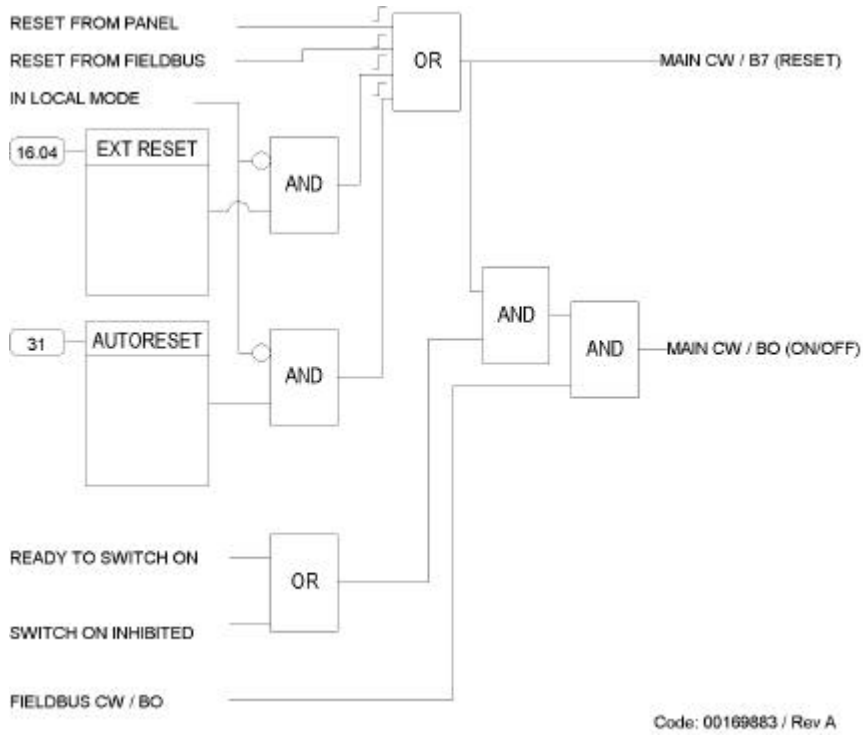 RESET FROM PANEL
RESET FROM FIELDBUS
IN LOCAL MODE
OR
MAIN CW / B7 (RESET)
16.04
EXT RESET
AND
31
AUTORESET
AND
AND
AND
MAIN CW / BO (ON/OFF)
READY TO SWITCH ON
OR
SWITCH ON INHIBITED
FIELDBUS CW / BO
Code: 00169883 / Rev A